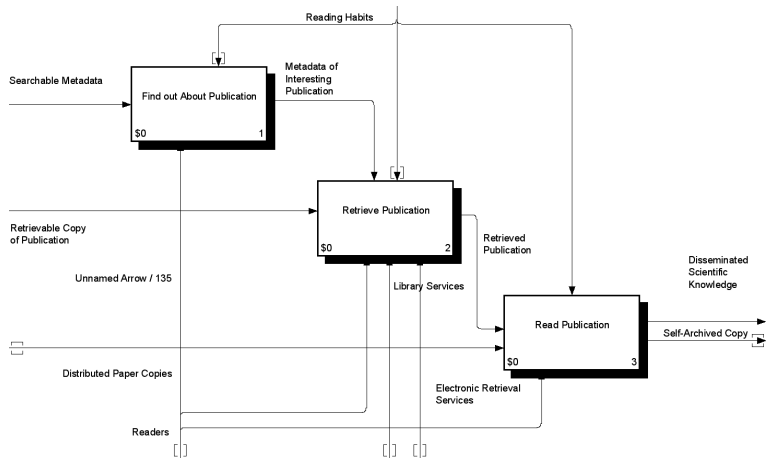 Reading Habits
Searchable Metadata
Metadata of
Interesting
Publication
Find out About Publication
$0
1
Retrieve Publication
$0
2
Retrievable Copy
of Publication
Retrieved
Publication
Unnamed Arrow / 135
Library Services
Disseminated
Scientific
Knowledge
Read Publication
Self-Archived Copy
$0
3
Distributed Paper Copies
Electronic Retrieval
Services
Readers